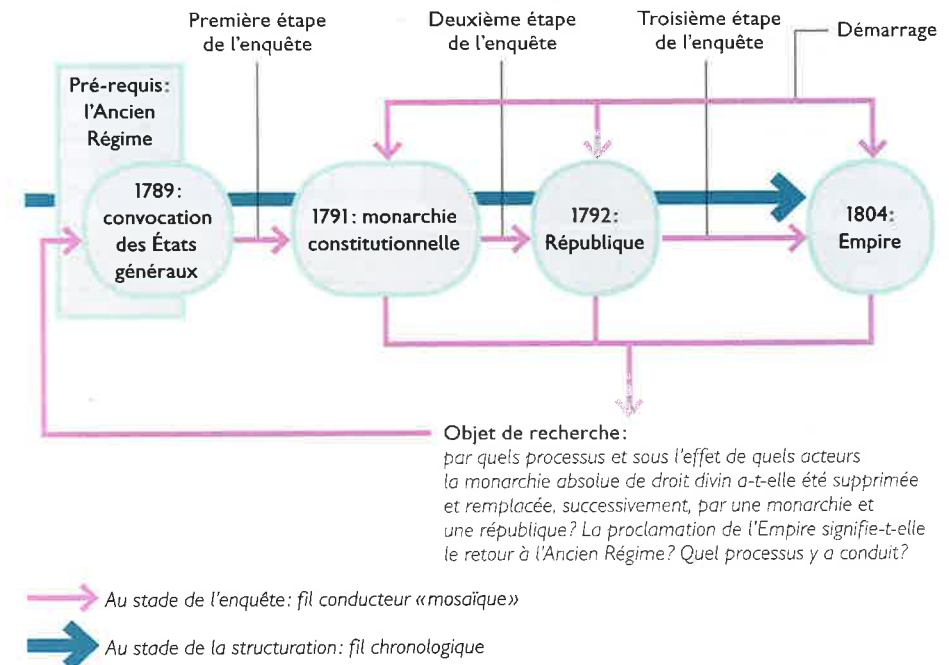 Première étape
de l'enquête
Deuxième étape
de l'enquête
Troisième étape
de l'enquête
Démarrage
Pré-requis:
l'Ancien
Régime
1789:
convocation
des États
généraux
1791: monarchie
constitutionnelle
1792:
République
1804:
Empire
Objet de recherche:
par quels processus et sous l'effet de quels acteurs
la monarchie absolue de droit divin a-t-elle été supprimée
et remplacée, successivement, par une monarchie et
une république? La proclamation de l'Empire signifie-t-elle
le retour à l'Ancien Régime? Quel processus y a conduit?
Au stade de l'enquête: fil conducteur «mosaïque»
Au stade de la structuration: fil chronologique